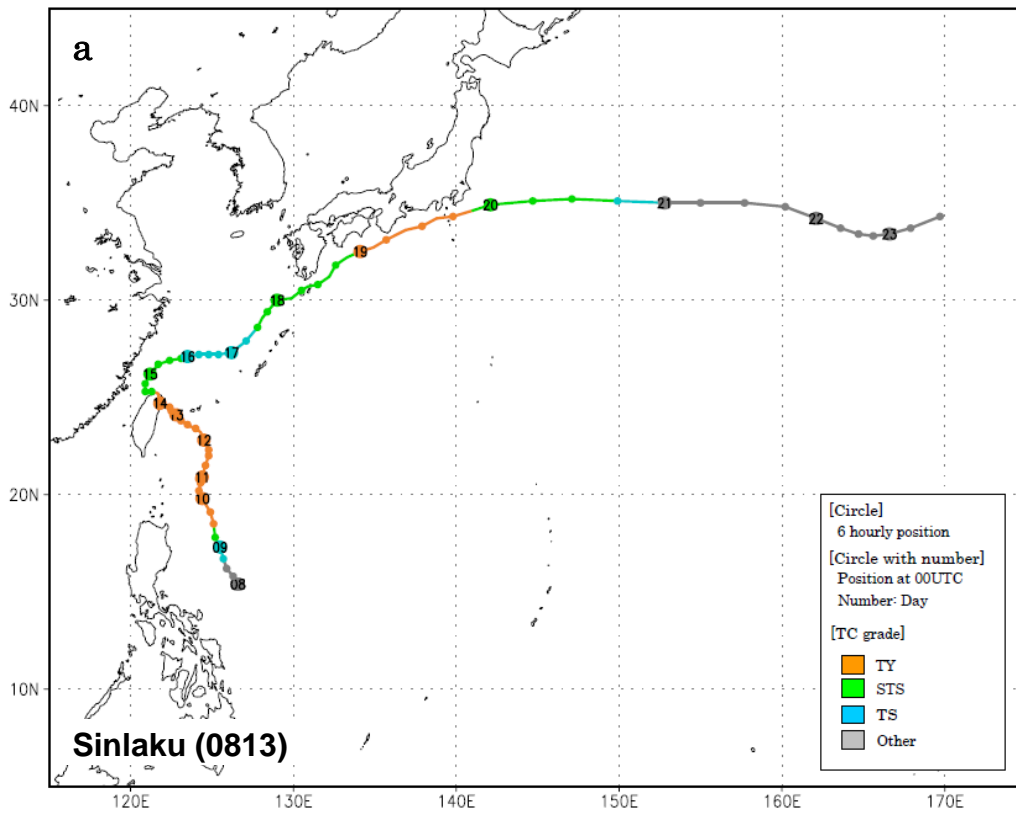 a
40N
30N
20N
10N
20
21
22
23
19
18
17
16
15
14
13
12
11
10
09
08
[Circle]
6 hourly position
[Circle with number]
Position at 00UTC
Number: Day
[TC grade]
TY
STS
TS
Other
Sinlaku (0813)
120E 130E 140E 150E 160E 170E